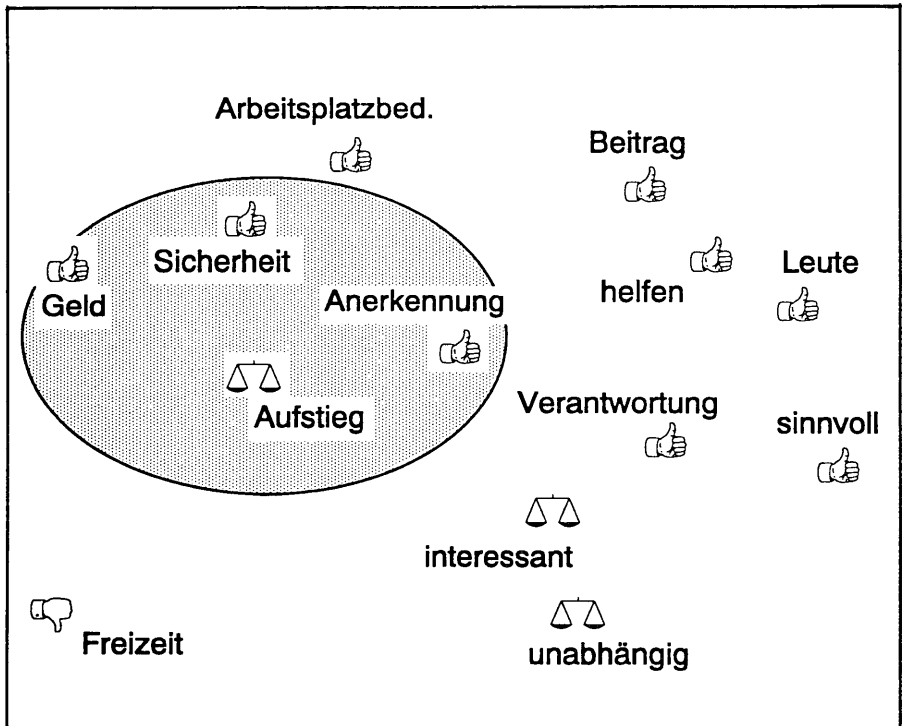 Arbeitsplatzbed.
Beitrag
Sicherheit
Leute
helfen
Geld
Anerkennung
Verantwortung
Aufstieg
sinnvoll
interessant
Freizeit
unabhängig